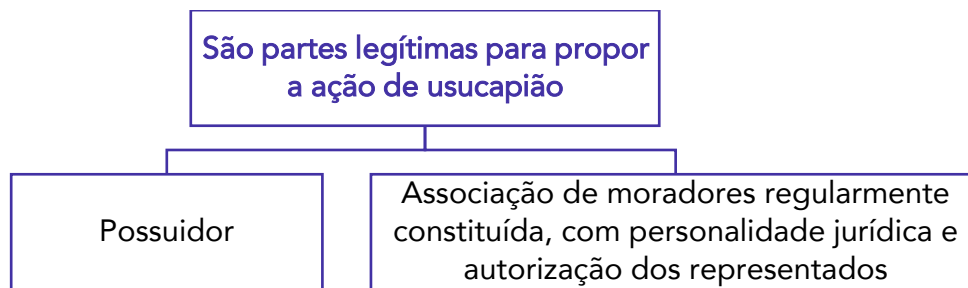 São partes legítimas para propor
a ação de usucapião
Possuidor
Associação de moradores regularmente
constituída, com personalidade jurídica e
autorização dos representados